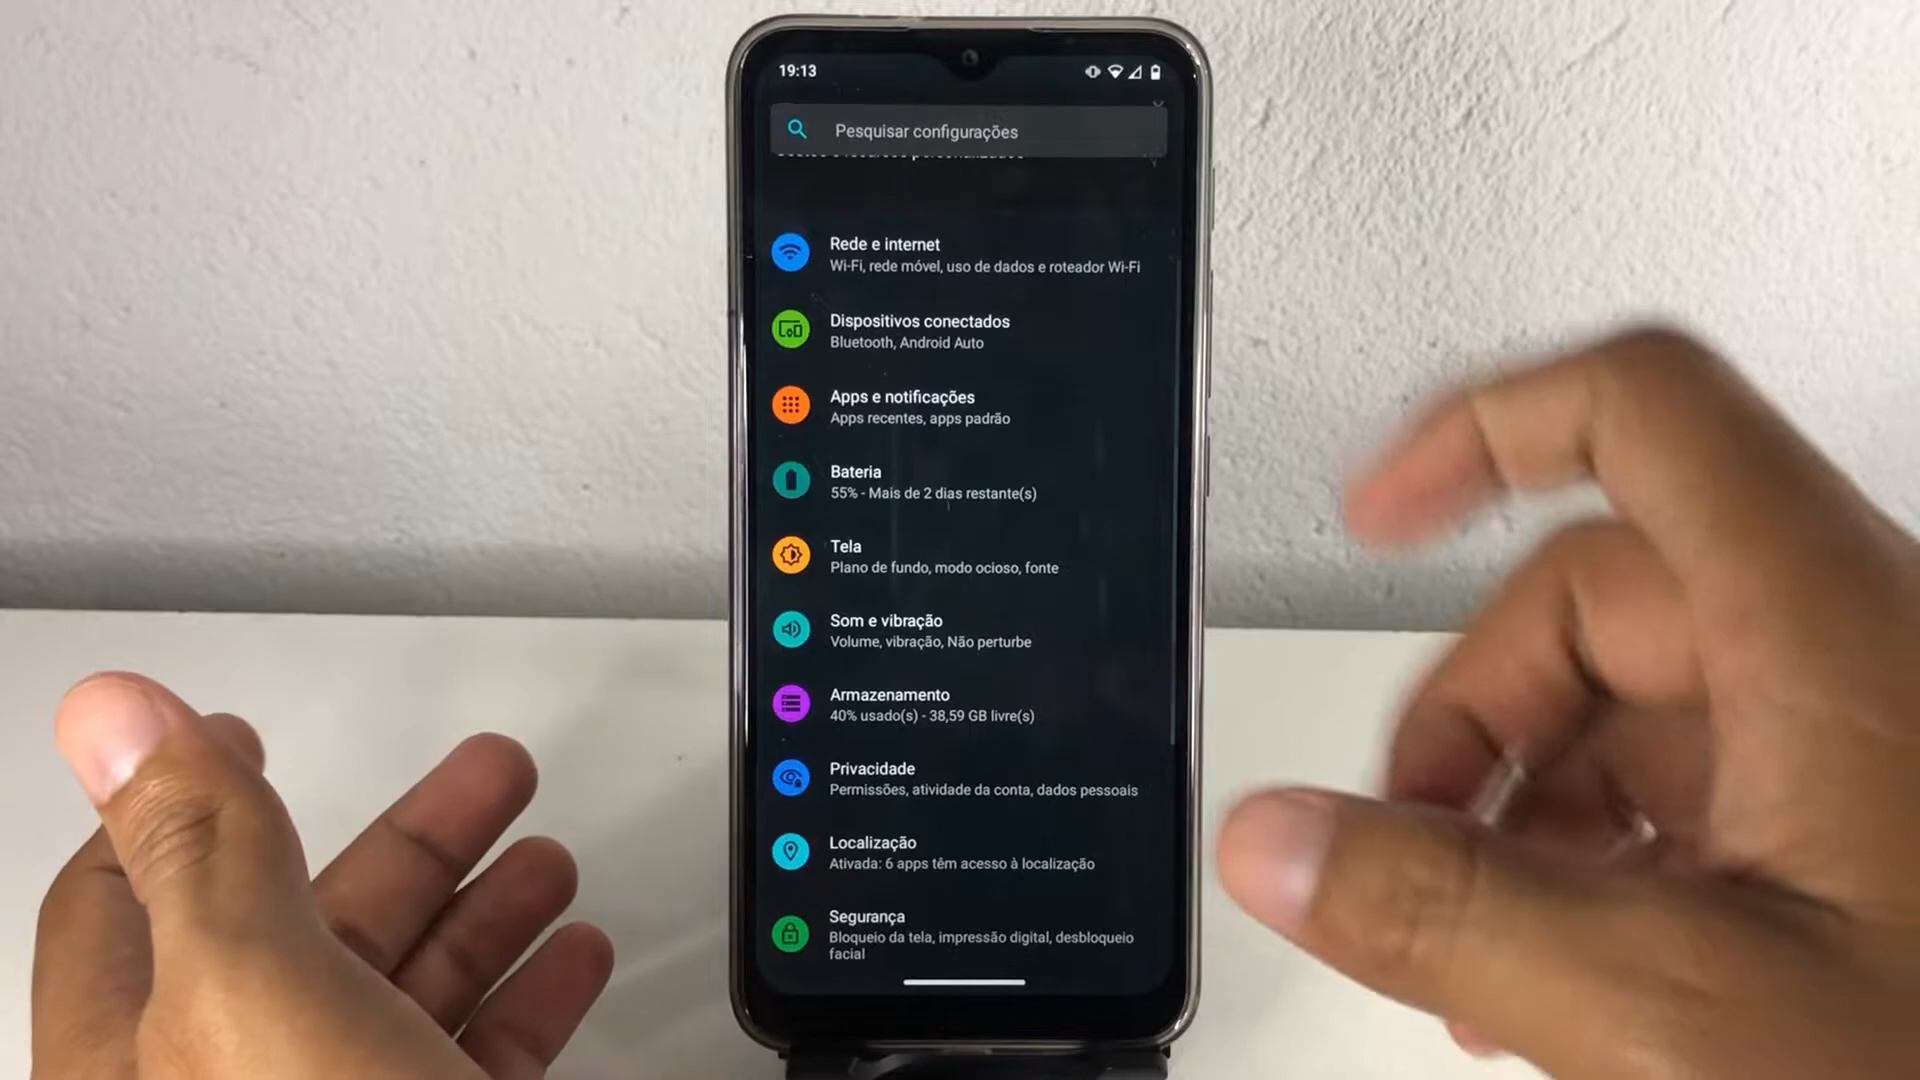 19:13
Pesquisar configurações
Rede e internet
Wi-Fi, rede móvel, uso de dados e roteador Wi-Fi
Dispositivos conectados
Bluetooth, Android Auto
Apps e notificações
Apps recentes, apps padrão
Bateria
55% - Mais de 2 dias restante(s)
Tela
Plano de fundo, modo ocioso, fonte
Som e vibração
Volume, vibração, Não perturbe
Armazenamento
40% usado(s) - 38,59 GB livre(s)
Privacidade
Permissões, atividade da conta, dados pessoais
Localização
Ativada: 6 apps têm acesso à localização
Segurança
Bloqueio da tela, impressão digital, desbloqueio
facial